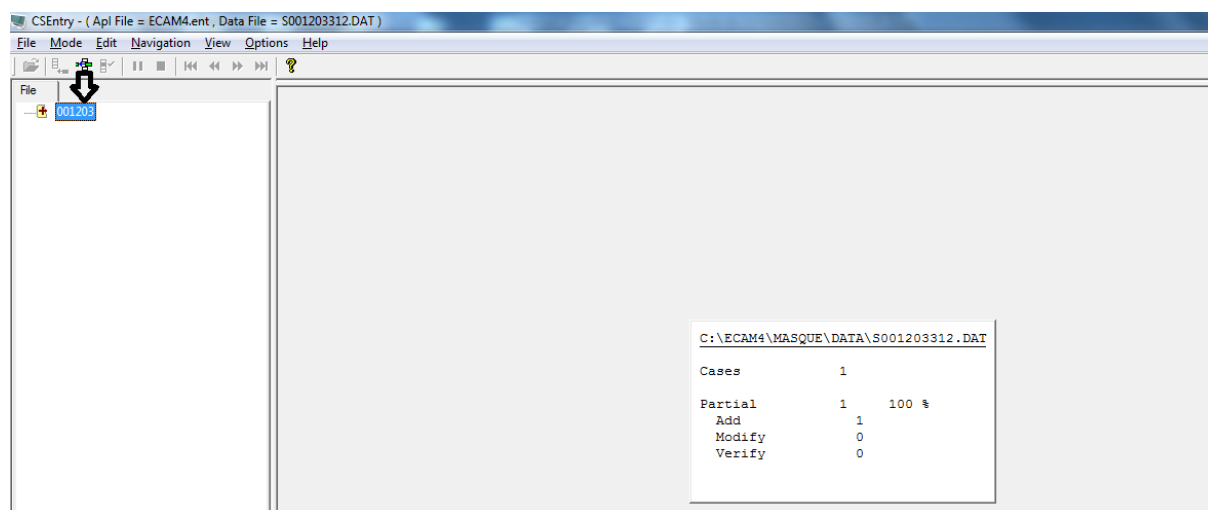 CSEntry - ( Apl File = ECAM4.ent , Data File = S001203312.DAT )
File Mode Edit Navigation View Options Help
File
001203
C:\ECAM4\MASQUE\DATA\S001203312.DAT
Cases 1
Partial 1 100 %
Add 1
Modify 0
Verify 0